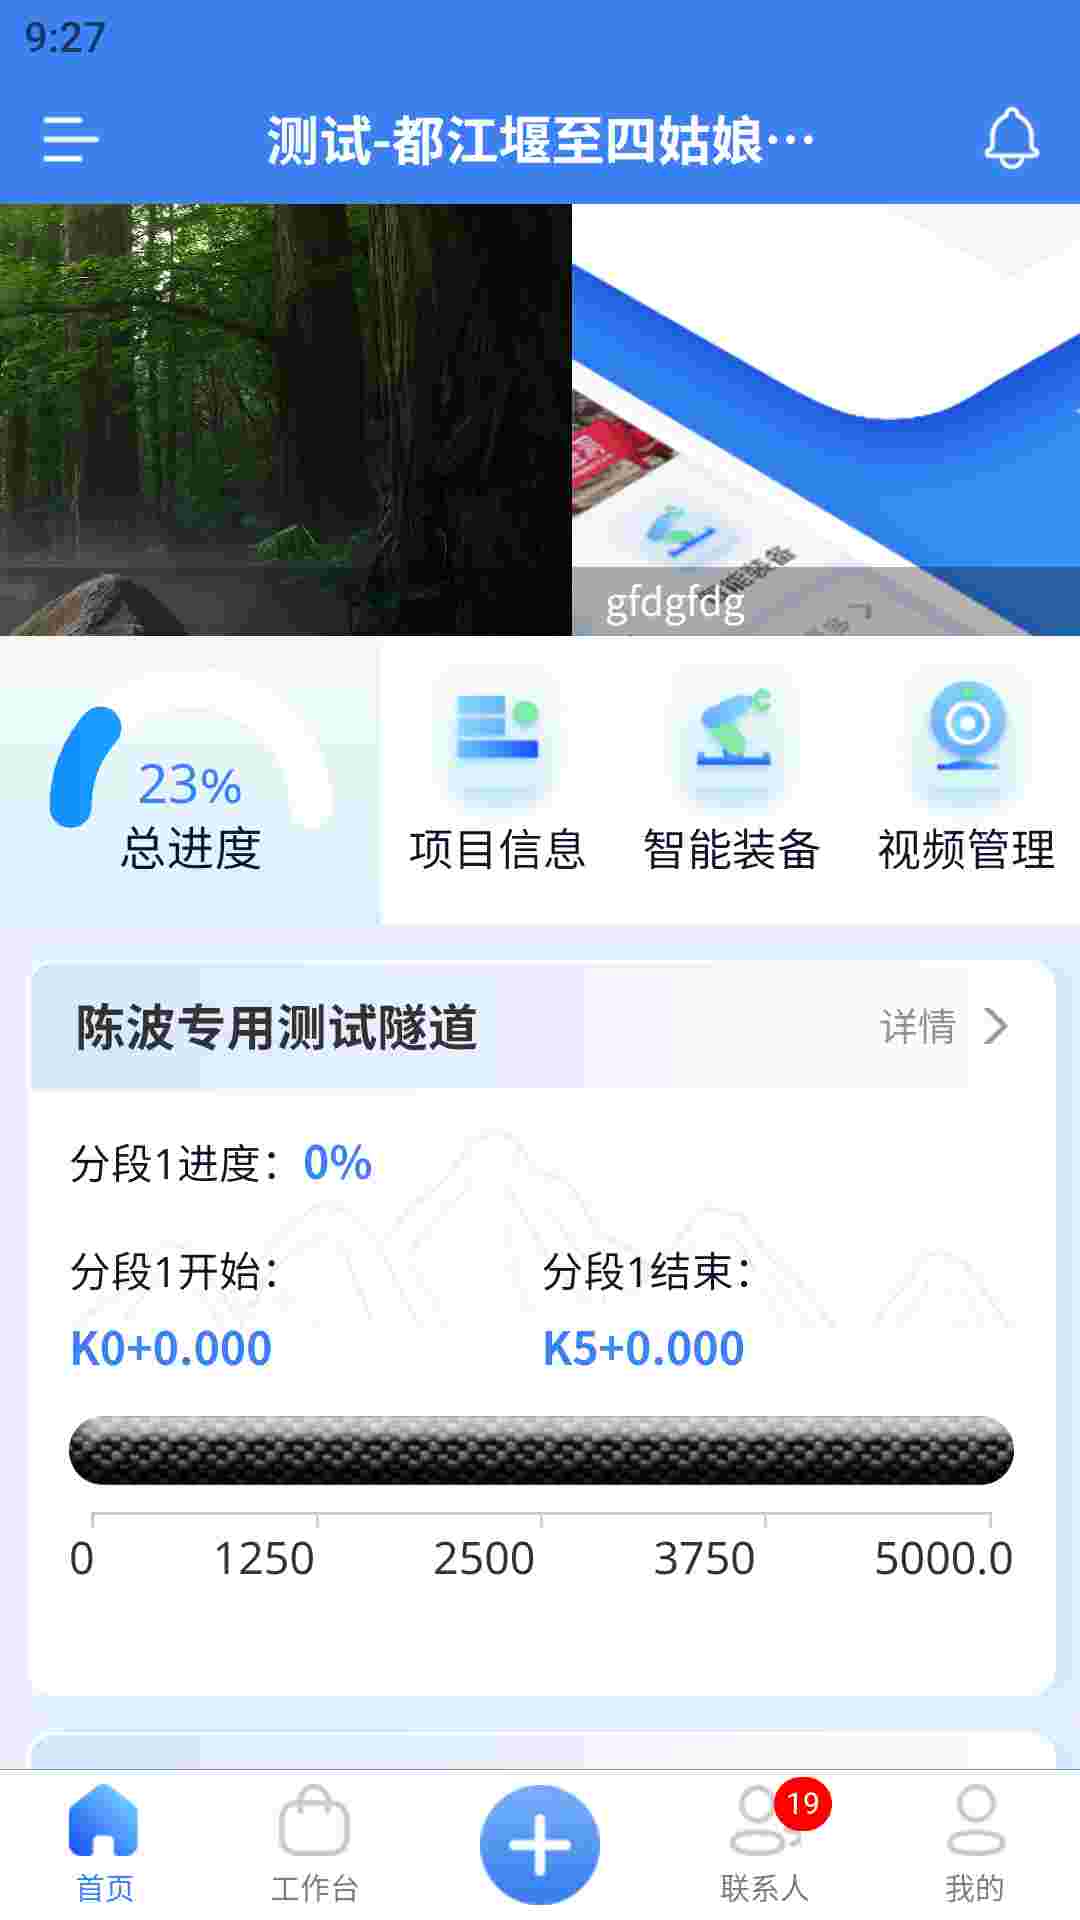 9:27
测试-都江堰至四姑娘…
gfdgfdg
23%
总进度
项目信息
智能装备
视频管理
陈波专用测试隧道
详情
分段1进度：0%
分段1开始：
分段1结束：
K0+0.000
K5+0.000
0 1250 2500 3750 5000.0
首页
工作台
19
联系人
我的